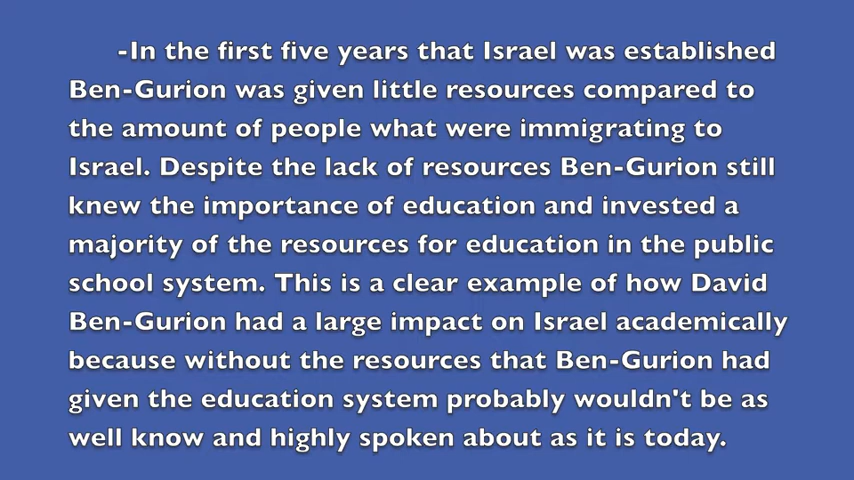 -In the first five years that Israel was established
Ben-Gurion was given little resources compared to
the amount of people what were immigrating to
Israel. Despite the lack of resources Ben-Gurion still
knew the importance of education and invested a
majority of the resources for education in the public
school system. This is a clear example of how David
Ben-Gurion had a large impact on Israel academically
because without the resources that Ben-Gurion had
given the education system probably wouldn't be as
well know and highly spoken about as it is today.